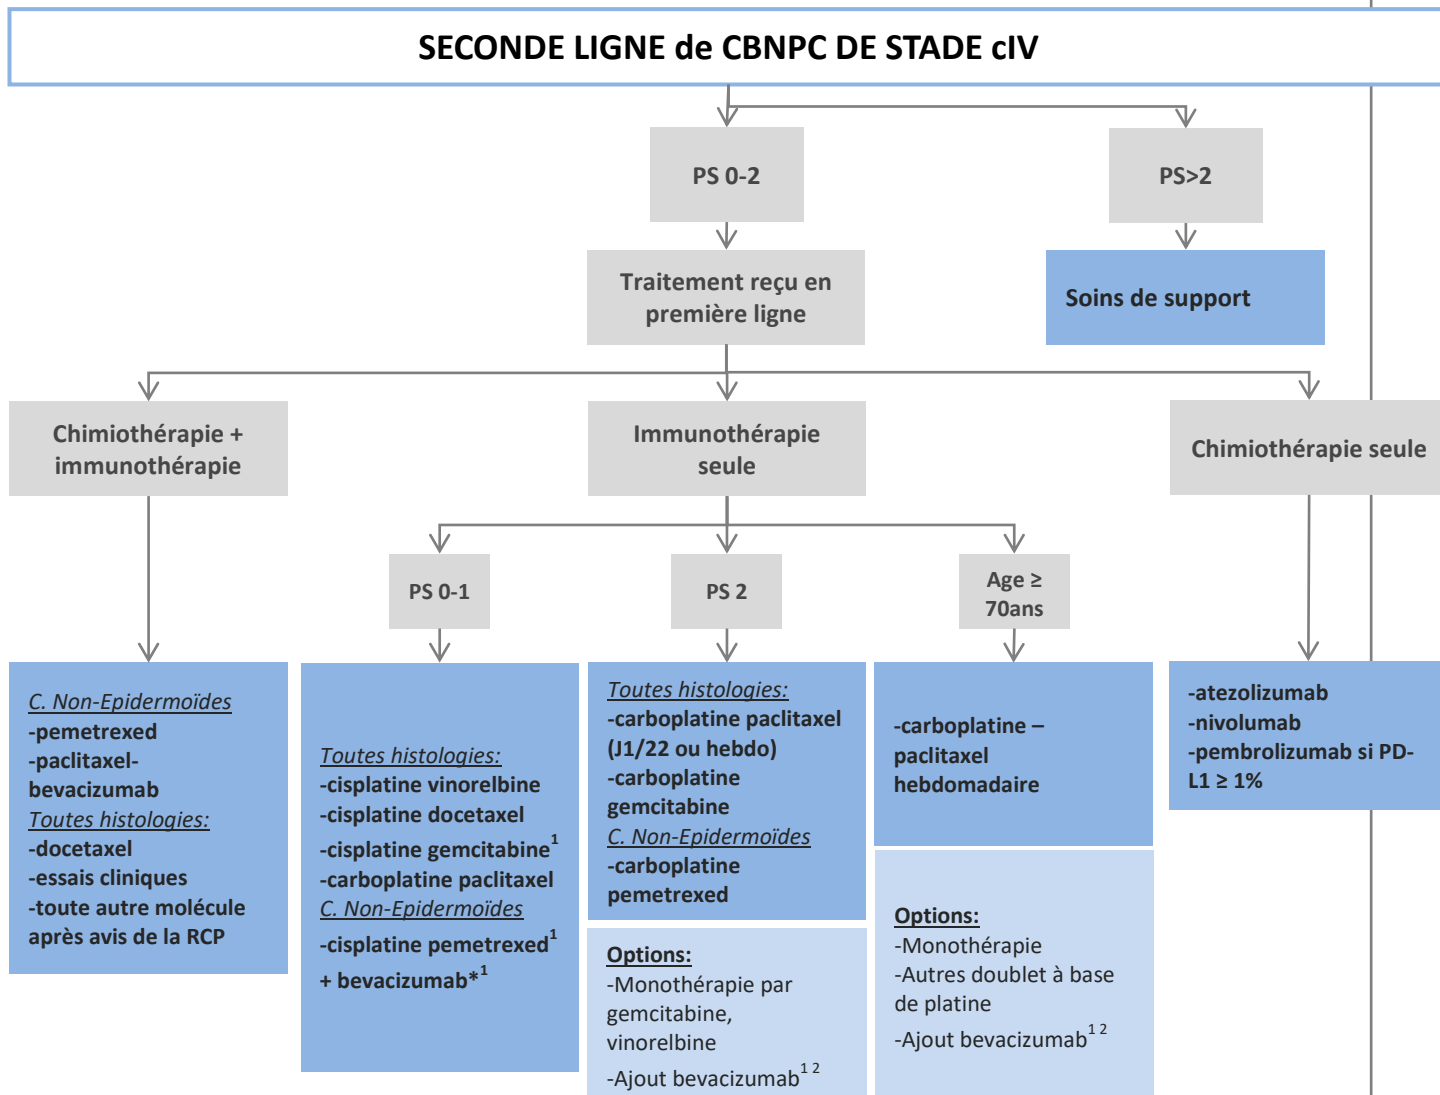 SECONDE LIGNE de CBNPC DE STADE cIV
PS 0-2
PS>2
Traitement reçu en
première ligne
Soins de support
Chimiothérapie +
immunothérapie
Immunothérapie
seule
Chimiothérapie seule
PS 0-1
PS 2
Age ≥
70ans
C. Non-Epidermoïdes
-pemetrexed
-paclitaxel-
bevacizumab
Toutes histologies:
-docetaxel
-essais cliniques
-toute autre molécule
après avis de la RCP
Toutes histologies:
-cisplatine vinorelbine
-cisplatine docetaxel
-cisplatine gemcitabine1
-carboplatine paclitaxel
C. Non-Epidermoïdes
-cisplatine pemetrexed1
+ bevacizumab*1
Toutes histologies:
-carboplatine paclitaxel
(J1/22 ou hebdo)
-carboplatine
gemcitabine
C. Non-Epidermoïdes
-carboplatine
pemetrexed
Options:
-Monothérapie par
gemcitabine,
vinorelbine
-Ajout bevacizumab1 2
-carboplatine –
paclitaxel
hebdomadaire
Options:
-Monothérapie
-Autres doublet à base
de platine
-Ajout bevacizumab1 2
-atezolizumab
-nivolumab
-pembrolizumab si PD-
L1 ≥ 1%